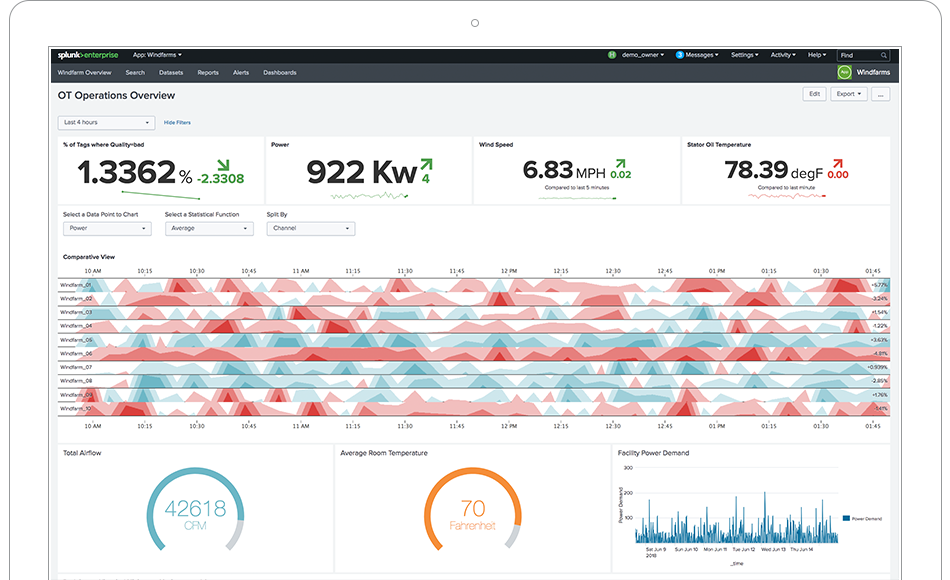 splunk>enterprise App: Windfarms demo_owner 3 Messages Settings Activity Help Find
Windfarm Overview Search Datasets Reports Alerts Dashboards Windfarms
OT Operations Overview Edit Export ...
Last 4 hours Hide Filters
% of Tags where Quality=bad Power Wind Speed Stator Oil Temperature
1.3362 % -2.3308 922 Kw 4 6.83 MPH 0.02 78.39 degF 0.00
Compared to last 5 minutes Compared to last minute
Select a Data Point to Chart Select a Statistical Function Split By
Power Average Channel
Comparative View
10 AM 10:15 10:30 10:45 11 AM 11:15 11:30 11:45 12 PM 12:15 12:30 12:45 01 PM 01:15 01:30 01:45
Windfarm_01 +5.77%
Windfarm_02 -3.24%
Windfarm_03 +1.54%
Windfarm_04 -1.22%
Windfarm_05 +3.63%
Windfarm_06 -4.81%
Windfarm_07 +0.939%
Windfarm_08 -2.85%
Windfarm_09 +1.76%
Windfarm_10
10 AM 10:15 10:30 10:45 11 AM 11:15 11:30 11:45 12 PM 12:15 12:30 12:45 01 PM 01:15 01:30 01:45
Total Airflow Average Room Temperature Facility Power Demand
42618
CFM
70
Fahrenheit
Power Demand
300
200
100
Power Demand
Sat Jun 9 Sun Jun 10 Mon Jun 11 Tue Jun 12 Wed Jun 13 Thu Jun 14
2018
_time